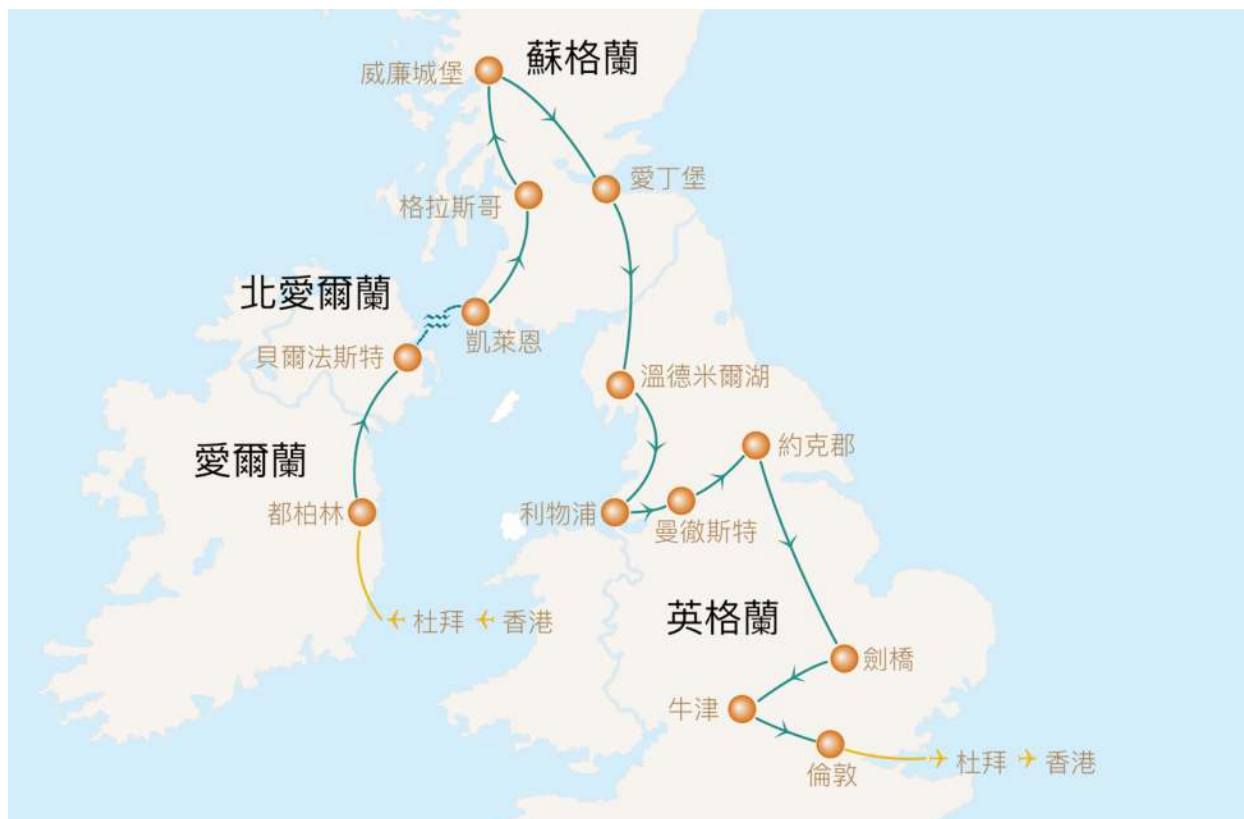 蘇格蘭
威廉城堡
愛丁堡
格拉斯哥
北愛爾蘭
凱萊恩
貝爾法斯特
溫德米爾湖
愛爾蘭
約克郡
都柏林
利物浦
曼徹斯特
杜拜 香港
英格蘭
劍橋
牛津
倫敦
杜拜 香港